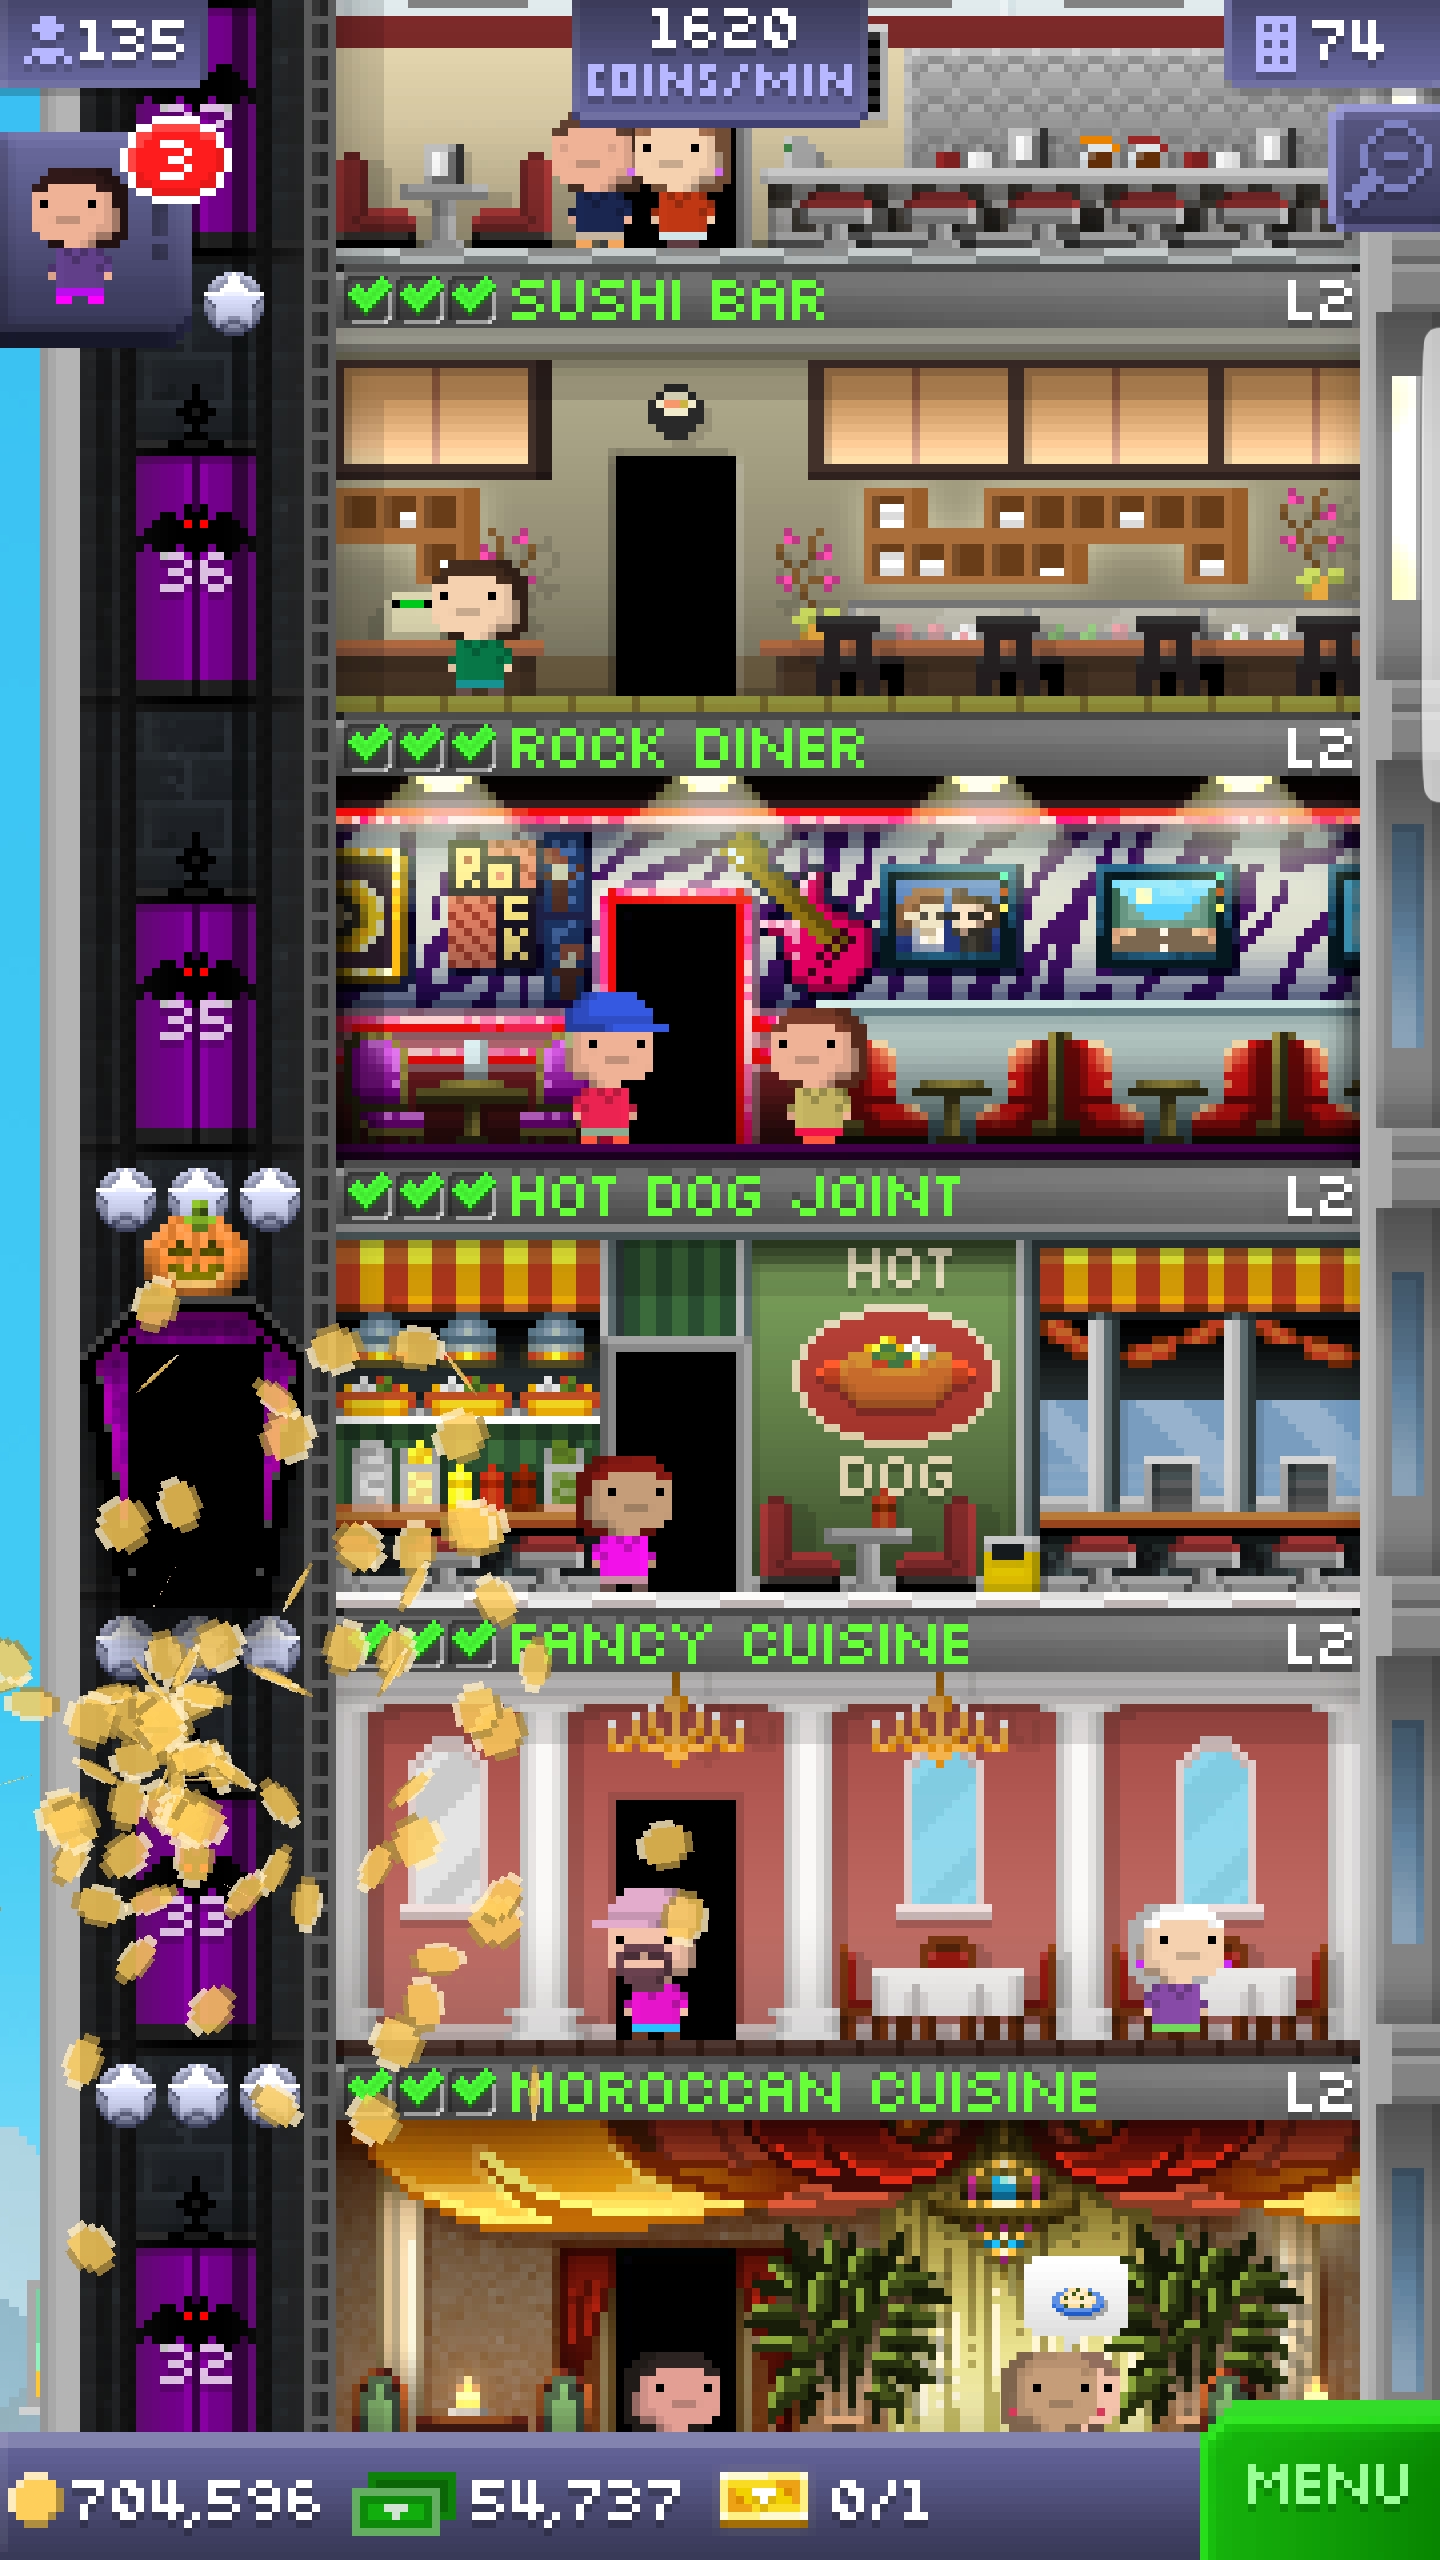 135
1620
COINS/MIN
74
3
SUSHI BAR L2
36
ROCK DINER L2
ROCK
35
HOT DOG JOINT L2
HOT
DOG
FANCY CUISINE L2
33
MOROCCAN CUISINE L2
32
704,596 54,737 0/1 MENU